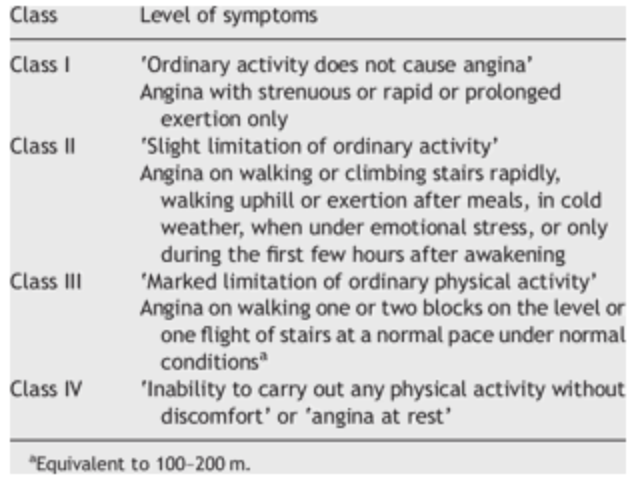 Class Level of symptoms
Class I 'Ordinary activity does not cause angina'
Angina with strenuous or rapid or prolonged
exertion only
Class II 'Slight limitation of ordinary activity'
Angina on walking or climbing stairs rapidly,
walking uphill or exertion after meals, in cold
weather, when under emotional stress, or only
during the first few hours after awakening
Class III 'Marked limitation of ordinary physical activity'
Angina on walking one or two blocks on the level or
one flight of stairs at a normal pace under normal
conditionsᵃ
Class IV 'Inability to carry out any physical activity without
discomfort' or 'angina at rest'
ᵃEquivalent to 100–200 m.